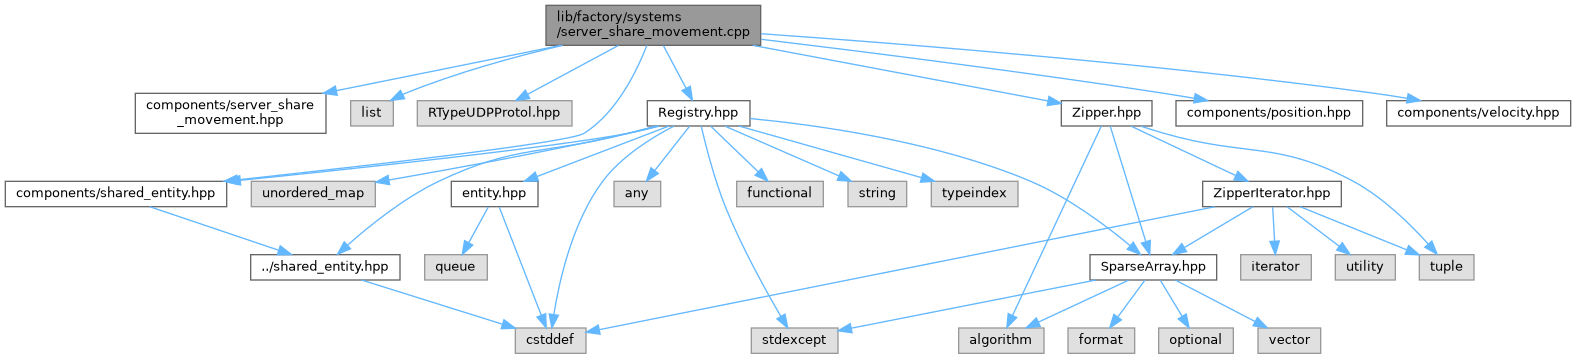 lib/factory/systems
/server_share_movement.cpp
components/server_share
_movement.hpp
list
RTypeUDPProtol.hpp
Registry.hpp
Zipper.hpp
components/position.hpp
components/velocity.hpp
components/shared_entity.hpp
unordered_map
entity.hpp
any
functional
string
typeindex
ZipperIterator.hpp
../shared_entity.hpp
queue
SparseArray.hpp
iterator
utility
tuple
cstddef
stdexcept
algorithm
format
optional
vector